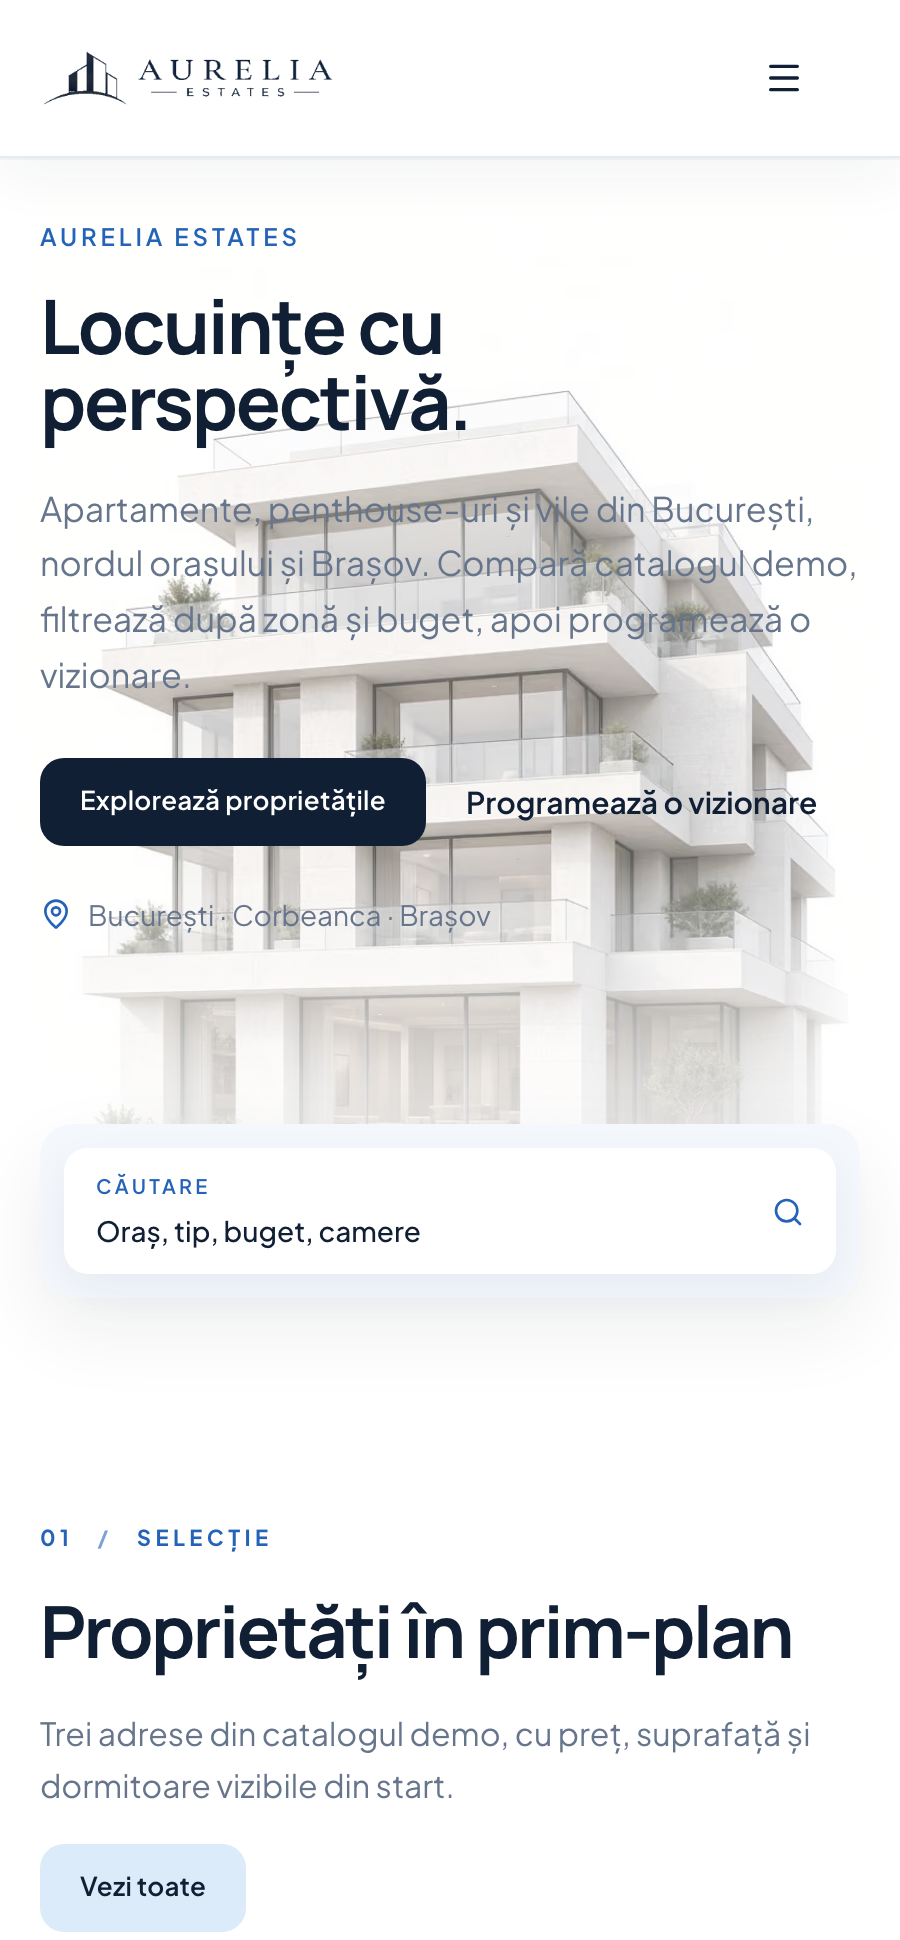 AURELIA
ESTATES
AURELIA ESTATES
Locuințe cu
perspectivă.
Apartamente, penthouse-uri și vile din București,
nordul orașului și Brașov. Compară catalogul demo,
filtrează după zonă și buget, apoi programează o
vizionare.
Explorează proprietățile
Programează o vizionare
București · Corbeanca · Brașov
CĂUTARE
Oraș, tip, buget, camere
01 / SELECȚIE
Proprietăți în prim-plan
Trei adrese din catalogul demo, cu preț, suprafață și
dormitoare vizibile din start.
Vezi toate